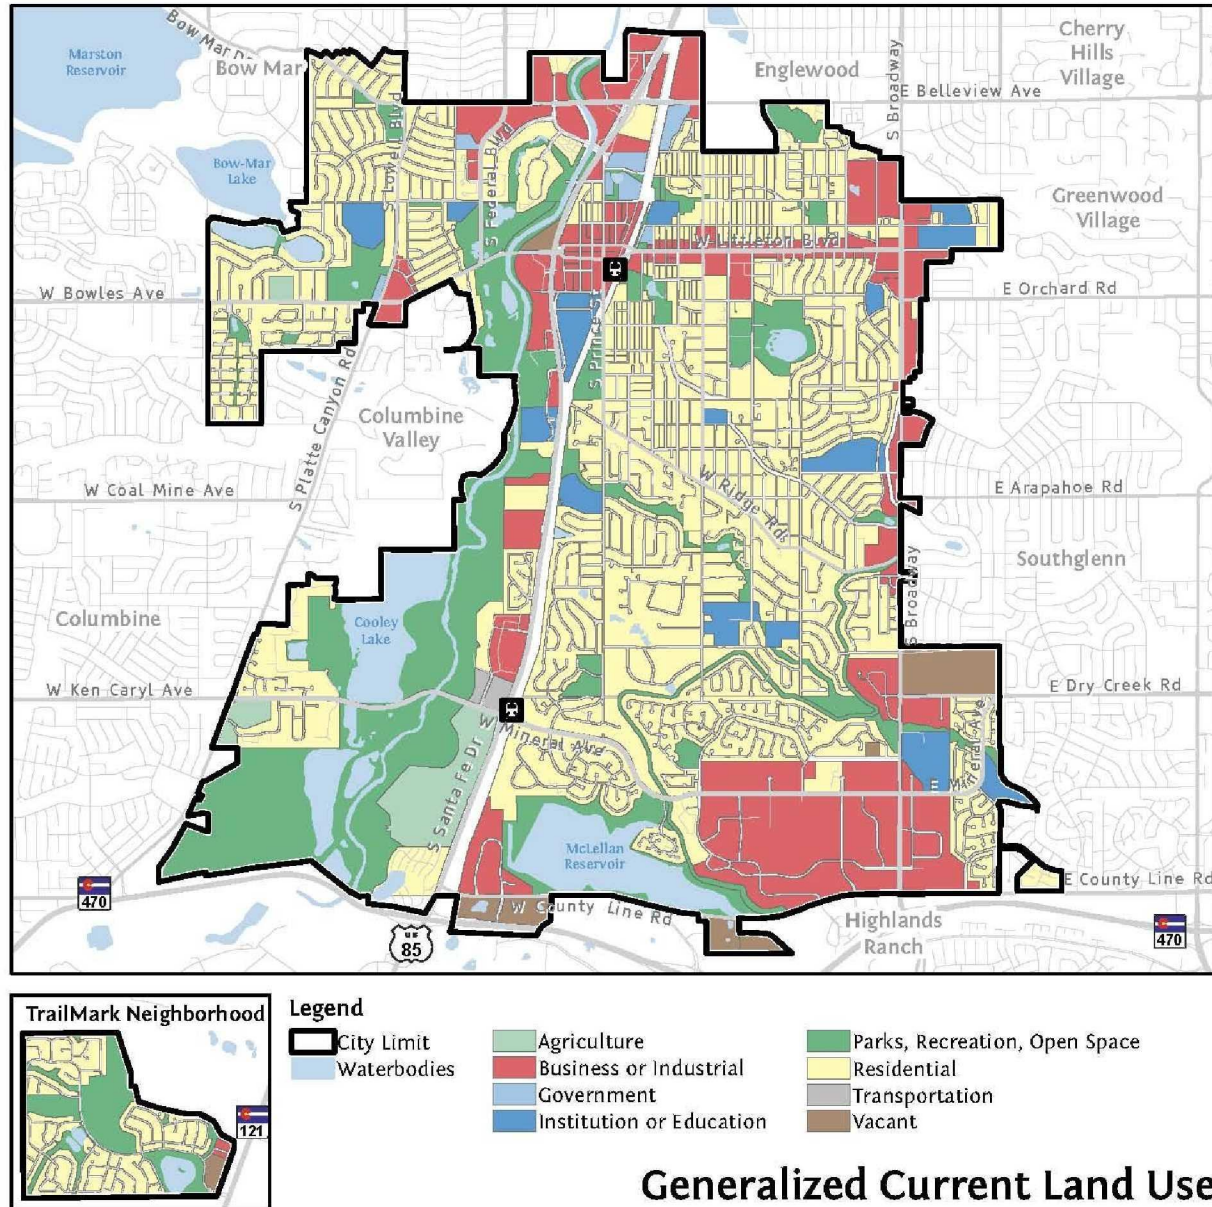 Bow Mar Dr
Marston
Reservoir
Bow Mar
Englewood
S Broadway
Cherry
Hills
Village
E Belleview Ave
S Lowell Blvd
S Federal Blvd
Bow-Mar
Lake
Greenwood
Village
W Littleton Blvd
W Bowles Ave
E Orchard Rd
S Prince St
S Platte Canyon Rd
Columbine
Valley
W Coal Mine Ave
W Ridge Rd
E Arapahoe Rd
Southglenn
S Broadway
Columbine
Cooley
Lake
W Ken Caryl Ave
E Dry Creek Rd
W Mineral Ave
E Mineral Ave
S Santa Fe Dr
McLellan
Reservoir
470
E County Line Rd
W County Line Rd
US
85
Highlands
Ranch
470
TrailMark Neighborhood
121
Legend
City Limit
Waterbodies
Agriculture
Business or Industrial
Government
Institution or Education
Parks, Recreation, Open Space
Residential
Transportation
Vacant
Generalized Current Land Use